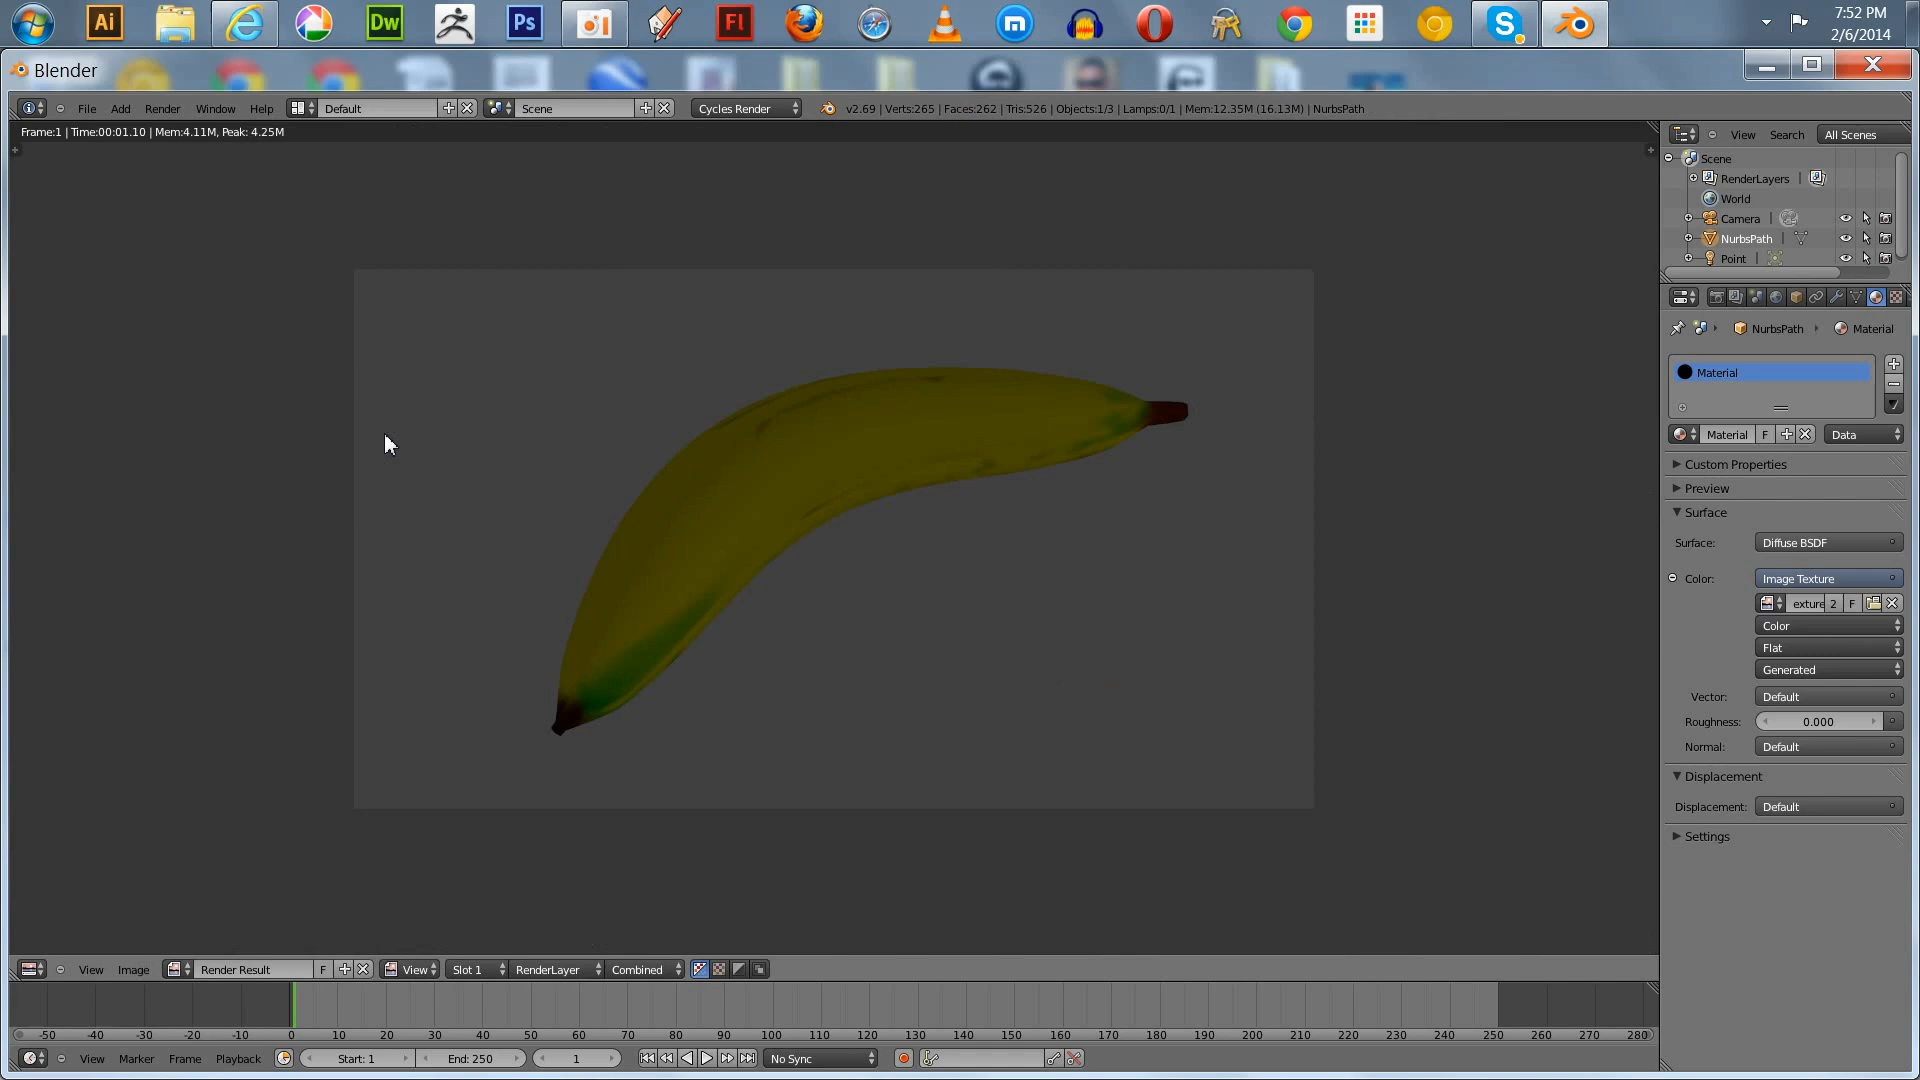 Ai Dw Ps Fl
7:52 PM
2/6/2014
Blender
File Add Render Window Help Default Scene Cycles Render v2.69 | Verts:265 | Faces:262 | Tris:526 | Objects:1/3 | Lamps:0/1 | Mem:12.35M (16.13M) | NurbsPath
Frame:1 | Time:00:01.10 | Mem:4.11M, Peak: 4.25M
View Search All Scenes
Scene
RenderLayers |
World
Camera |
NurbsPath |
Point |
NurbsPath Material
Material
Material F Data
Custom Properties
Preview
Surface
Surface: Diffuse BSDF
Color: Image Texture
exture 2 F
Color
Flat
Generated
Vector: Default
Roughness: 0.000
Normal: Default
Displacement
Displacement: Default
Settings
View Image Render Result F View Slot 1 RenderLayer Combined
-50 -40 -30 -20 -10 0 10 20 30 40 50 60 70 80 90 100 110 120 130 140 150 160 170 180 190 200 210 220 230 240 250 260 270 280
View Marker Frame Playback Start: 1 End: 250 1 No Sync